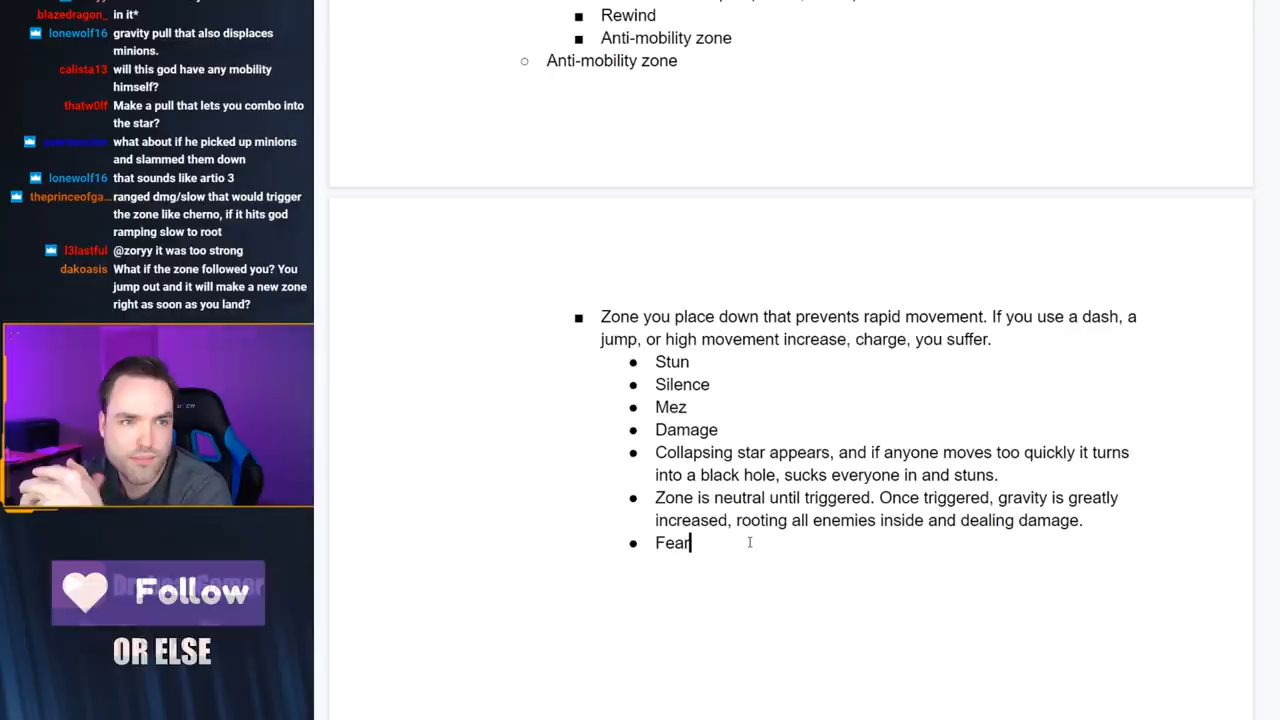 blazedragon_ in it*
lonewolf16 gravity pull that also displaces
minions.
calista13 will this god have any mobility
himself?
thatw0lf Make a pull that lets you combo into
the star?
what about if he picked up minions
and slammed them down
lonewolf16 that sounds like artio 3
theprinceofga... ranged dmg/slow that would trigger
the zone like cherno, if it hits god
ramping slow to root
l3lastful @zoryy it was too strong
dakoasis What if the zone followed you? You
jump out and it will make a new zone
right as soon as you land?
Follow
OR ELSE
■ Rewind
■ Anti-mobility zone
○ Anti-mobility zone
■ Zone you place down that prevents rapid movement. If you use a dash, a
jump, or high movement increase, charge, you suffer.
● Stun
● Silence
● Mez
● Damage
● Collapsing star appears, and if anyone moves too quickly it turns
into a black hole, sucks everyone in and stuns.
● Zone is neutral until triggered. Once triggered, gravity is greatly
increased, rooting all enemies inside and dealing damage.
● Fear